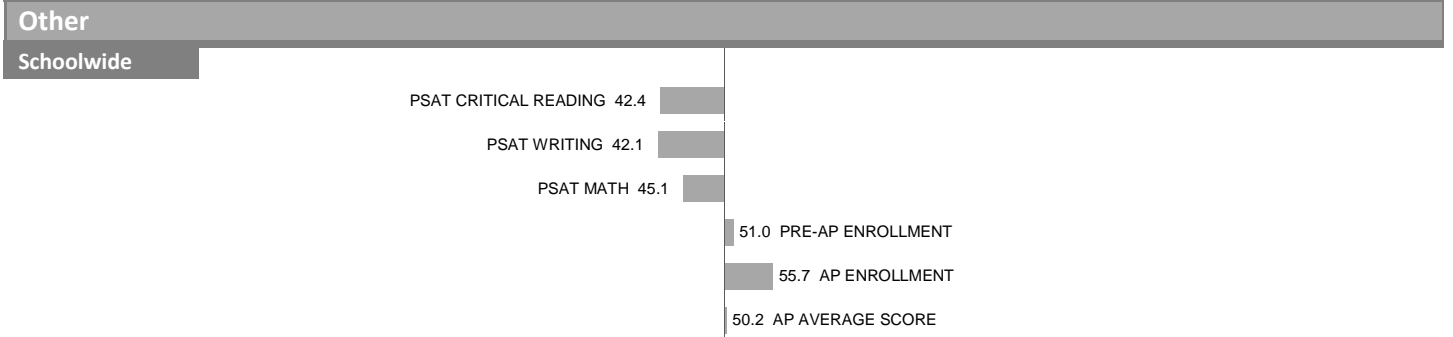 Other
Schoolwide
PSAT CRITICAL READING 42.4
PSAT WRITING 42.1
PSAT MATH 45.1
51.0 PRE-AP ENROLLMENT
55.7 AP ENROLLMENT
50.2 AP AVERAGE SCORE